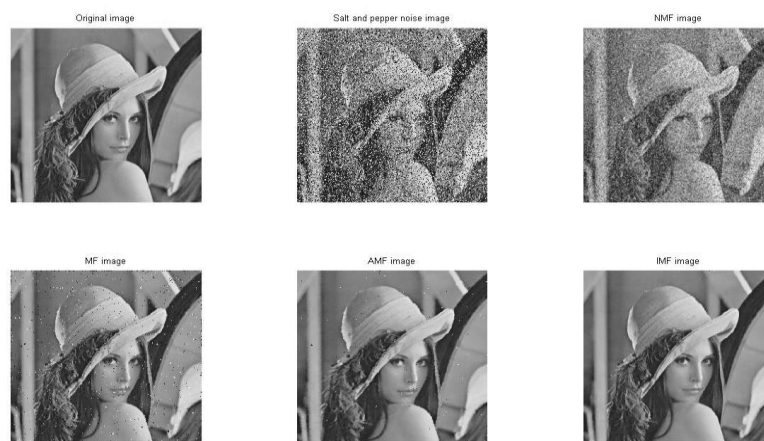 Original image
Salt and pepper noise image
NMF image
MF image
AMF image
IMF image